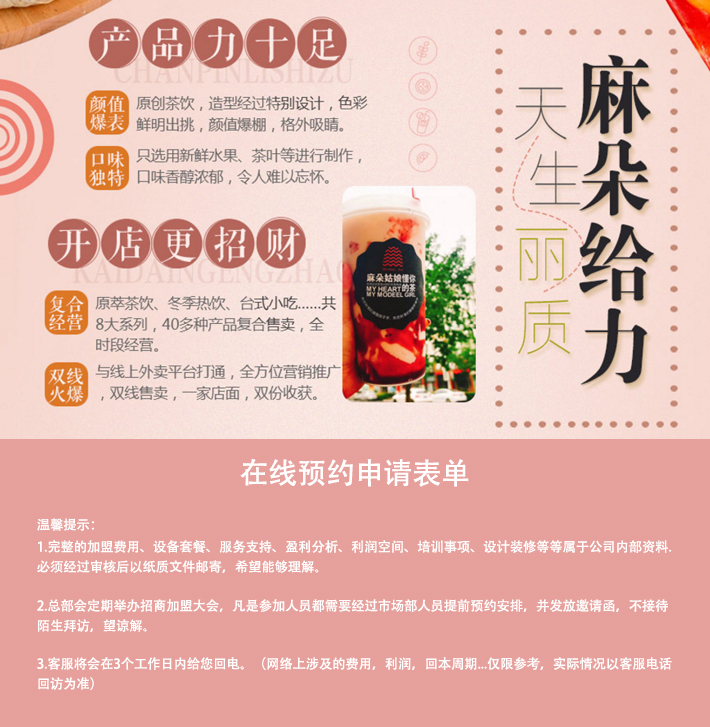 产品力十足
CHANPINLISHIZU
颜值
爆表
原创茶饮，造型经过特别设计，色彩
鲜明出挑，颜值爆棚，格外吸睛。
口味
独特
只选用新鲜水果、茶叶等进行制作，
口味香醇浓郁，令人难以忘怀。
开店更招财
KAIDAINGENGZHAO
复合
经营
原萃茶饮、冬季热饮、台式小吃......共
8大系列，40多种产品复合售卖，全
时段经营。
双线
火爆
与线上外卖平台打通，全方位营销推广
，双线售卖，一家店面，双份收获。
麻朵姑娘懂你
MY HEART的茶
MY MODEEL GIRL
麻朵给力
天生丽质
在线预约申请表单
温馨提示：
1.完整的加盟费用、设备套餐、服务支持、盈利分析、利润空间、培训事项、设计装修等等属于公司内部资料.
必须经过审核后以纸质文件邮寄，希望能够理解。
2.总部会定期举办招商加盟大会，凡是参加人员都需要经过市场部人员提前预约安排，并发放邀请函，不接待
陌生拜访，望谅解。
3.客服将会在3个工作日内给您回电。（网络上涉及的费用，利润，回本周期...仅限参考，实际情况以客服电话
回访为准）